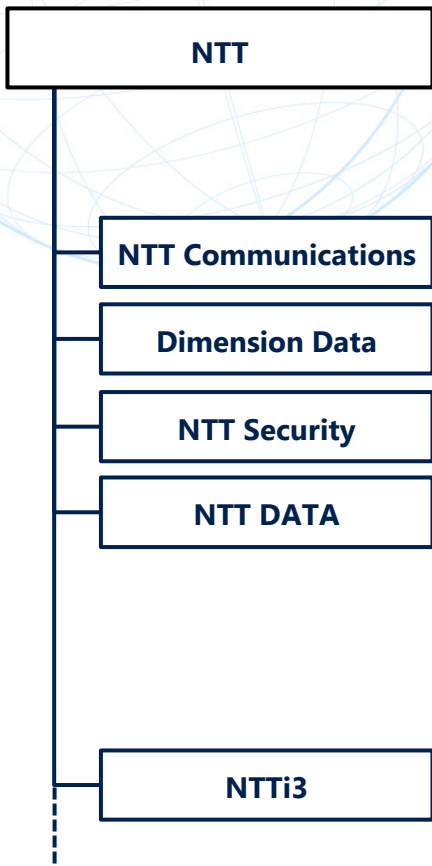 NTT
NTT Communications
Dimension Data
NTT Security
NTT DATA
NTTi3